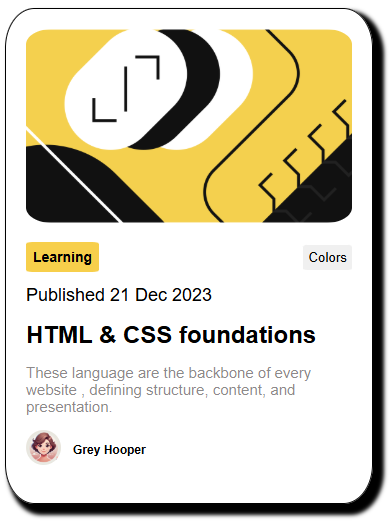 Learning
Colors
Published 21 Dec 2023
HTML & CSS foundations
These language are the backbone of every
website , defining structure, content, and
presentation.
Grey Hooper